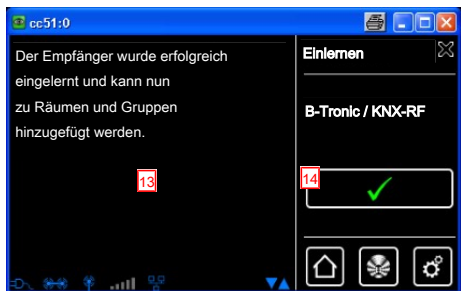 cc51:0
Der Empfänger wurde erfolgreich
eingelernt und kann nun
zu Räumen und Gruppen
hinzugefügt werden.
13
Einlernen
B-Tronic / KNX-RF
14